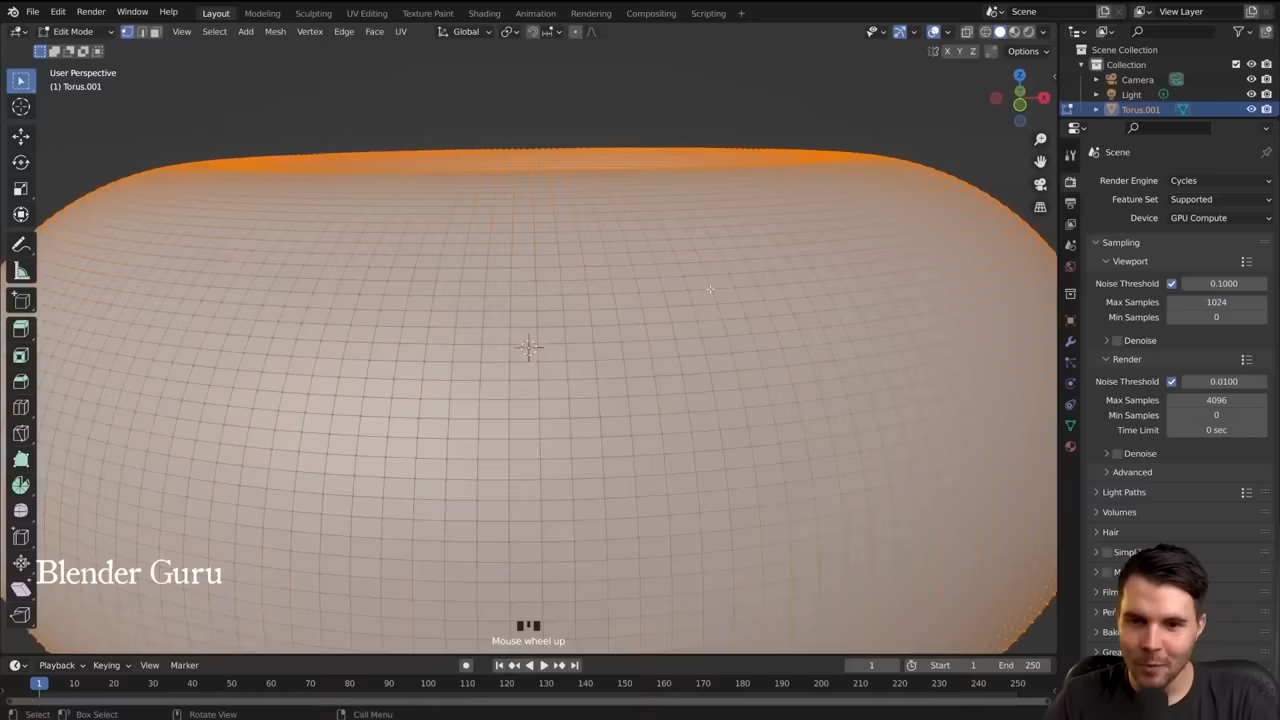 File Edit Render Window Help Layout Modeling Sculpting UV Editing Texture Paint Shading Animation Rendering Compositing Scripting + Scene View Layer
Edit Mode View Select Add Mesh Vertex Edge Face UV Global X Y Z Options
User Perspective
(1) Torus.001
Z
X
Scene Collection
Collection
Camera
Light
Torus.001
Scene
Render Engine Cycles
Feature Set Supported
Device GPU Compute
Sampling
Viewport
Noise Threshold 0.1000
Max Samples 1024
Min Samples 0
Denoise
Render
Noise Threshold 0.0100
Max Samples 4096
Min Samples 0
Time Limit 0 sec
Denoise
Advanced
Light Paths
Volumes
Hair
Film
Blender Guru
Mouse wheel up
Playback Keying View Marker 1 Start 1 End 250
1 10 20 30 40 50 60 70 80 90 100 110 120 130 140 150 160 170 180 190 200 210 220 230 240 250
Select Box Select Rotate View Call Menu